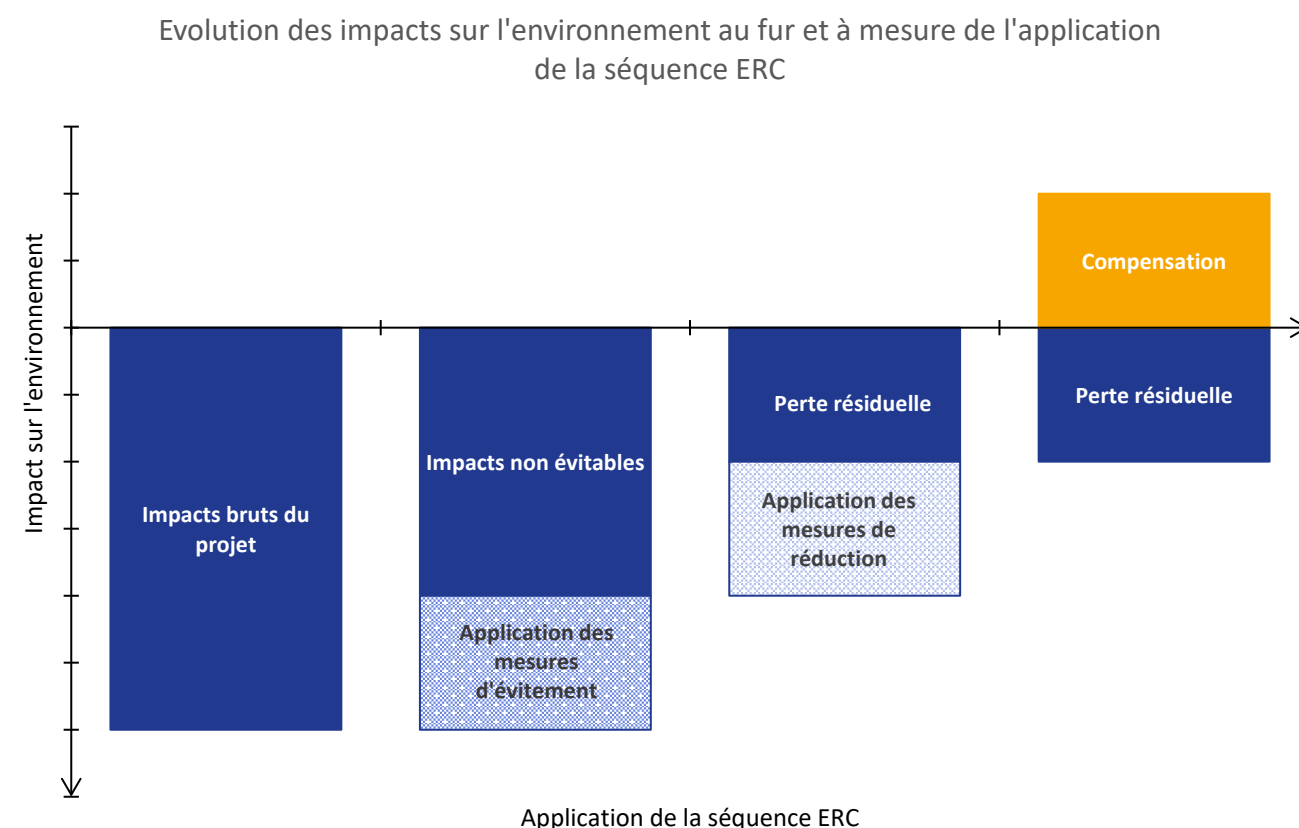 Evolution des impacts sur l'environnement au fur et à mesure de l'application
de la séquence ERC
Impact sur l'environnement
Compensation
Perte résiduelle
Perte résiduelle
Impacts non évitables
Application des
mesures de
réduction
Impacts bruts du
projet
Application des
mesures
d'évitement
Application de la séquence ERC